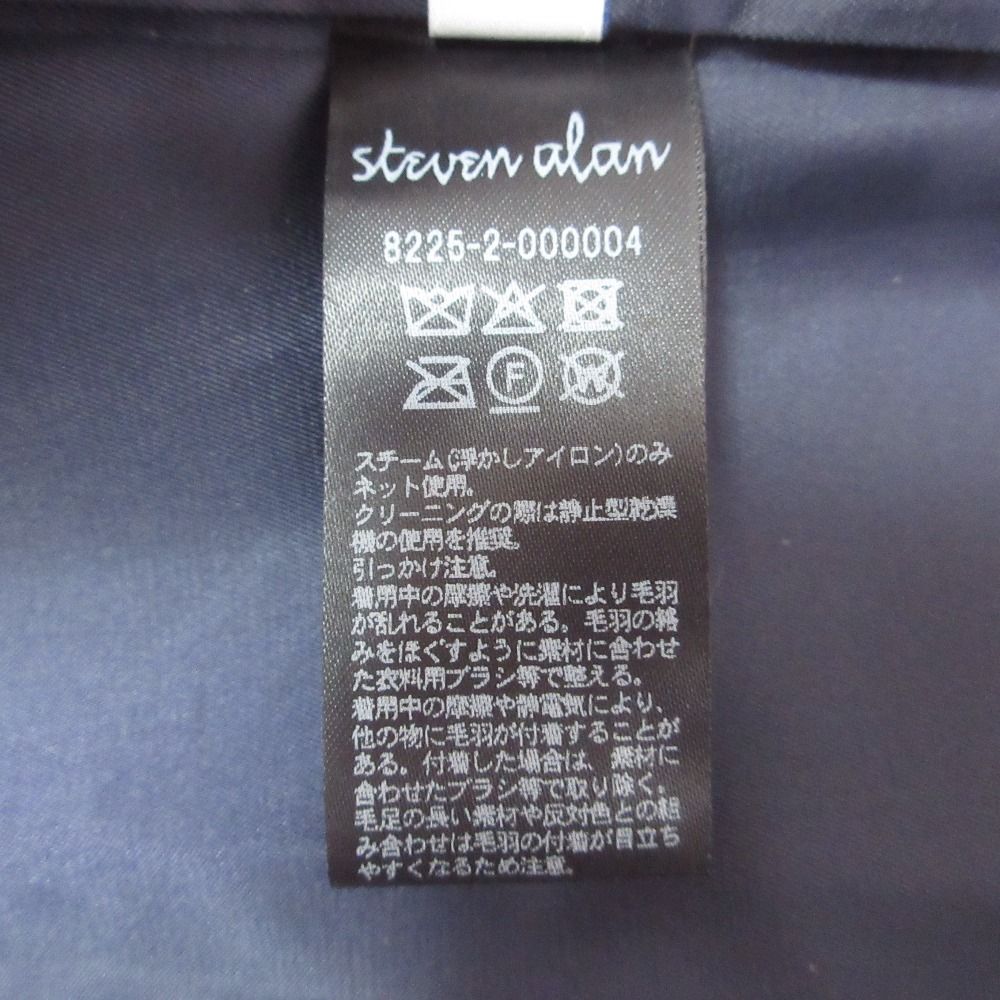 steven alan
8225-2-000004
F
W
スチーム(浮かしアイロン)のみ
ネット使用。
クリーニングの際は静止型乾燥
機の使用を推奨。
引っかけ注意。
着用中の摩擦や洗濯により毛羽
が乱れることがある。毛羽の絡
みをほぐすように素材に合わせ
た衣料用ブラシ等で整える。
着用中の摩擦や静電気により、
他の物に毛羽が付着することが
ある。付着した場合は、素材に
合わせたブラシ等で取り除く。
毛足の長い素材や反対色との組
み合わせは毛羽の付着が目立ち
やすくなるため注意。